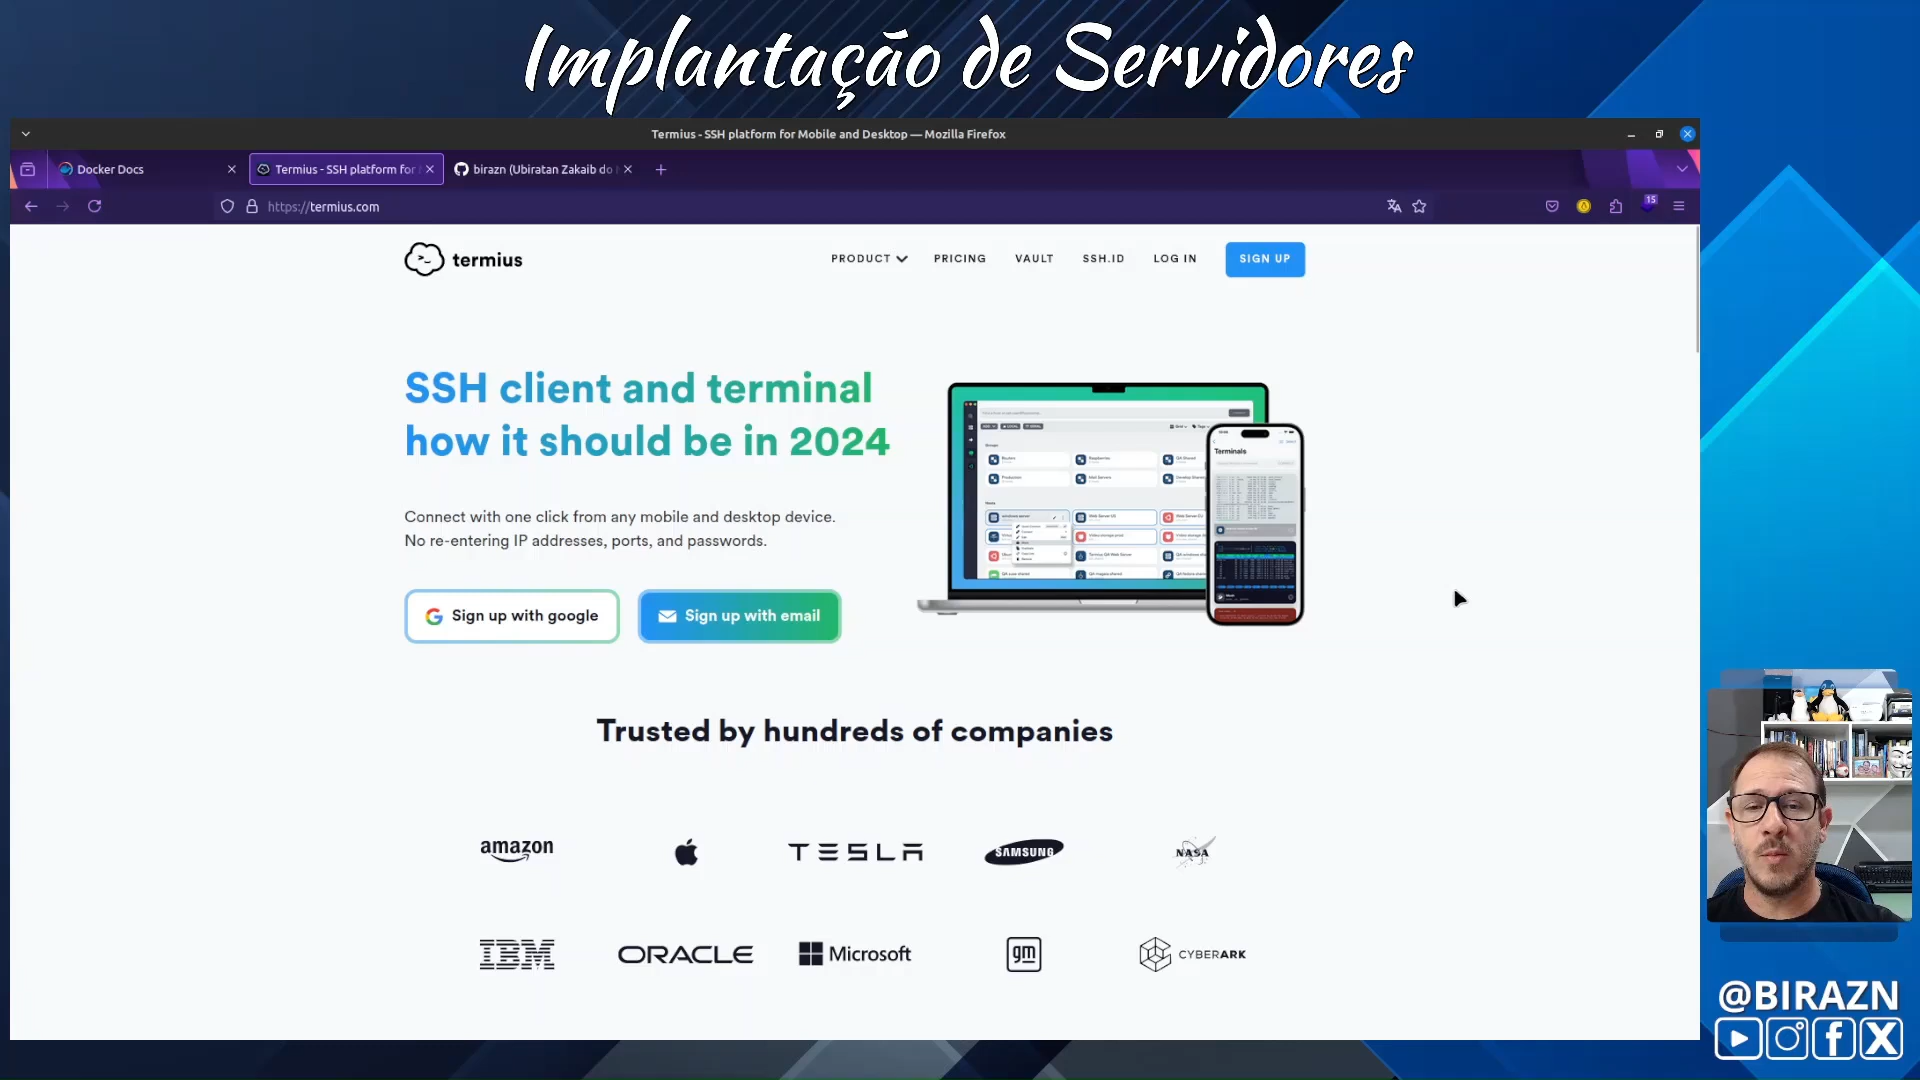 Implantação de Servidores
Termius - SSH platform for Mobile and Desktop — Mozilla Firefox
Docker Docs
Termius - SSH platform for
birazn (Ubiratan Zakaib do
https://termius.com
15
termius
PRODUCT
PRICING
VAULT
SSH.ID
LOG IN
SIGN UP
SSH client and terminal
how it should be in 2024
Connect with one click from any mobile and desktop device.
No re-entering IP addresses, ports, and passwords.
Sign up with google
Sign up with email
Terminals
Trusted by hundreds of companies
amazon
TESLA
SAMSUNG
NASA
IBM
ORACLE
Microsoft
gm
CYBERARK
@BIRAZN